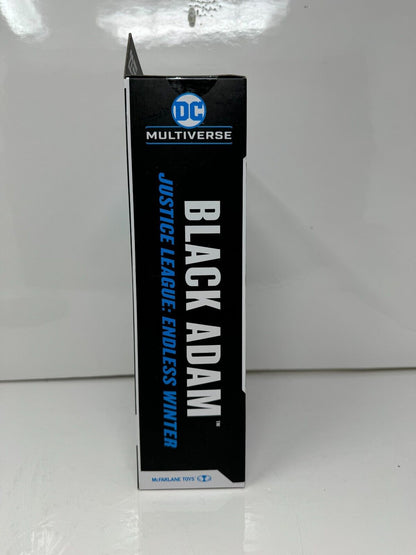 DC
MULTIVERSE
BLACK ADAM™
JUSTICE LEAGUE: ENDLESS WINTER
McFARLANE TOYS